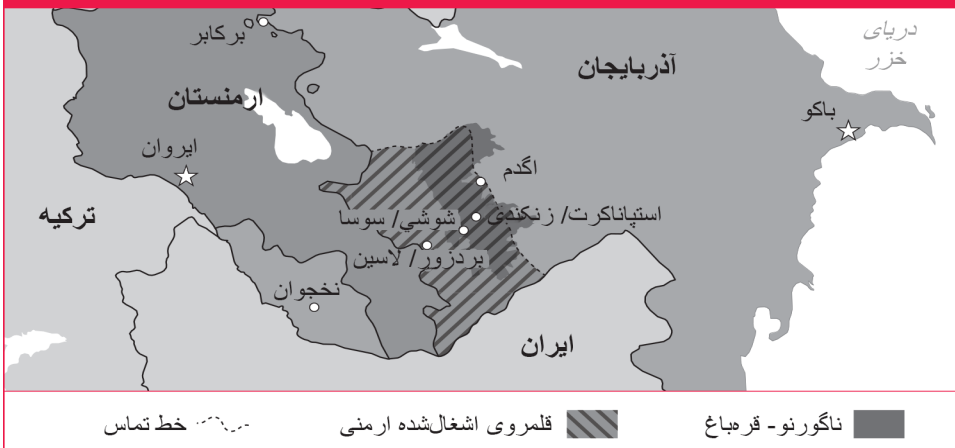 برکابر
دریای
خزر
آذربایجان
ارمنستان
باکو
ایروان
اگدم
استپاناکرت/ زنکندی
ترکیه
شوشي/ سوسا
بردزور/ لاسین
نخجوان
ایران
ناگورنو- قره‌باغ
قلمروی اشغال‌شده ارمنی
خط تماس